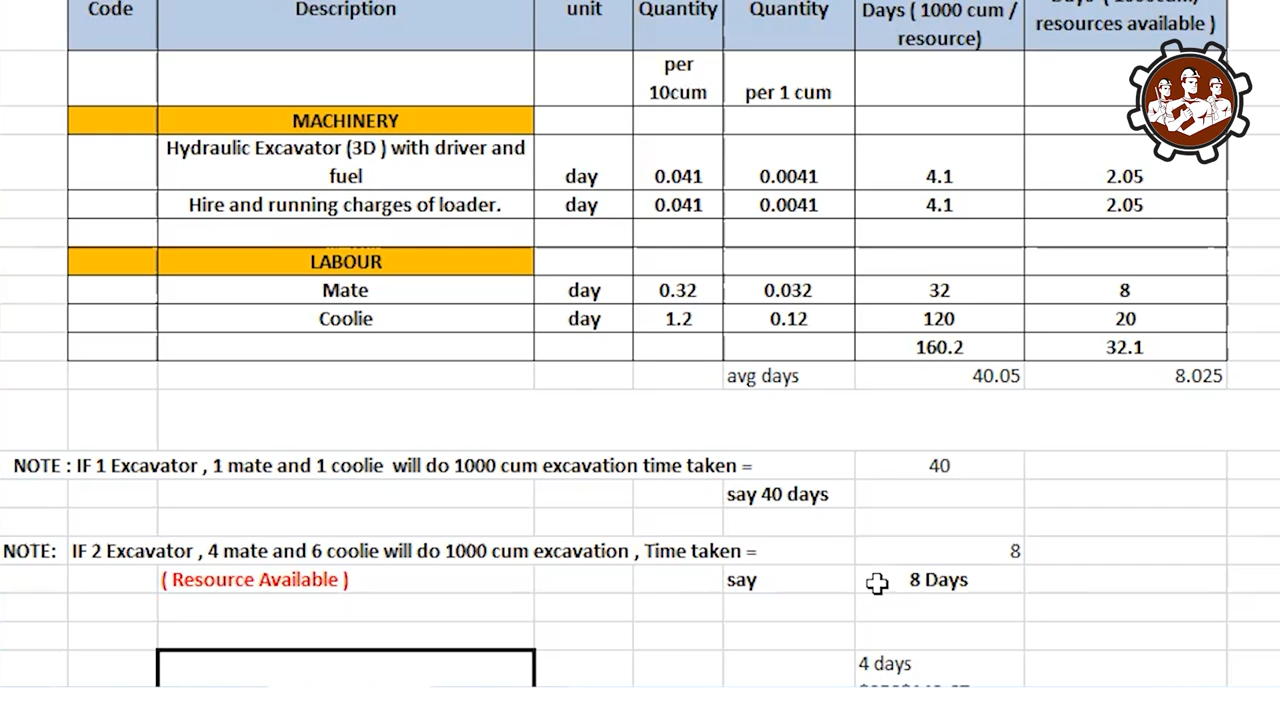 Code Description unit Quantity Quantity Days ( 1000 cum / resource) resources available )
per 10cum per 1 cum
MACHINERY
Hydraulic Excavator (3D ) with driver and fuel day 0.041 0.0041 4.1 2.05
Hire and running charges of loader. day 0.041 0.0041 4.1 2.05
LABOUR
Mate day 0.32 0.032 32 8
Coolie day 1.2 0.12 120 20
160.2 32.1
avg days 40.05 8.025
NOTE : IF 1 Excavator , 1 mate and 1 coolie will do 1000 cum excavation time taken = 40
say 40 days
NOTE: IF 2 Excavator , 4 mate and 6 coolie will do 1000 cum excavation , Time taken = 8
( Resource Available ) say 8 Days
4 days